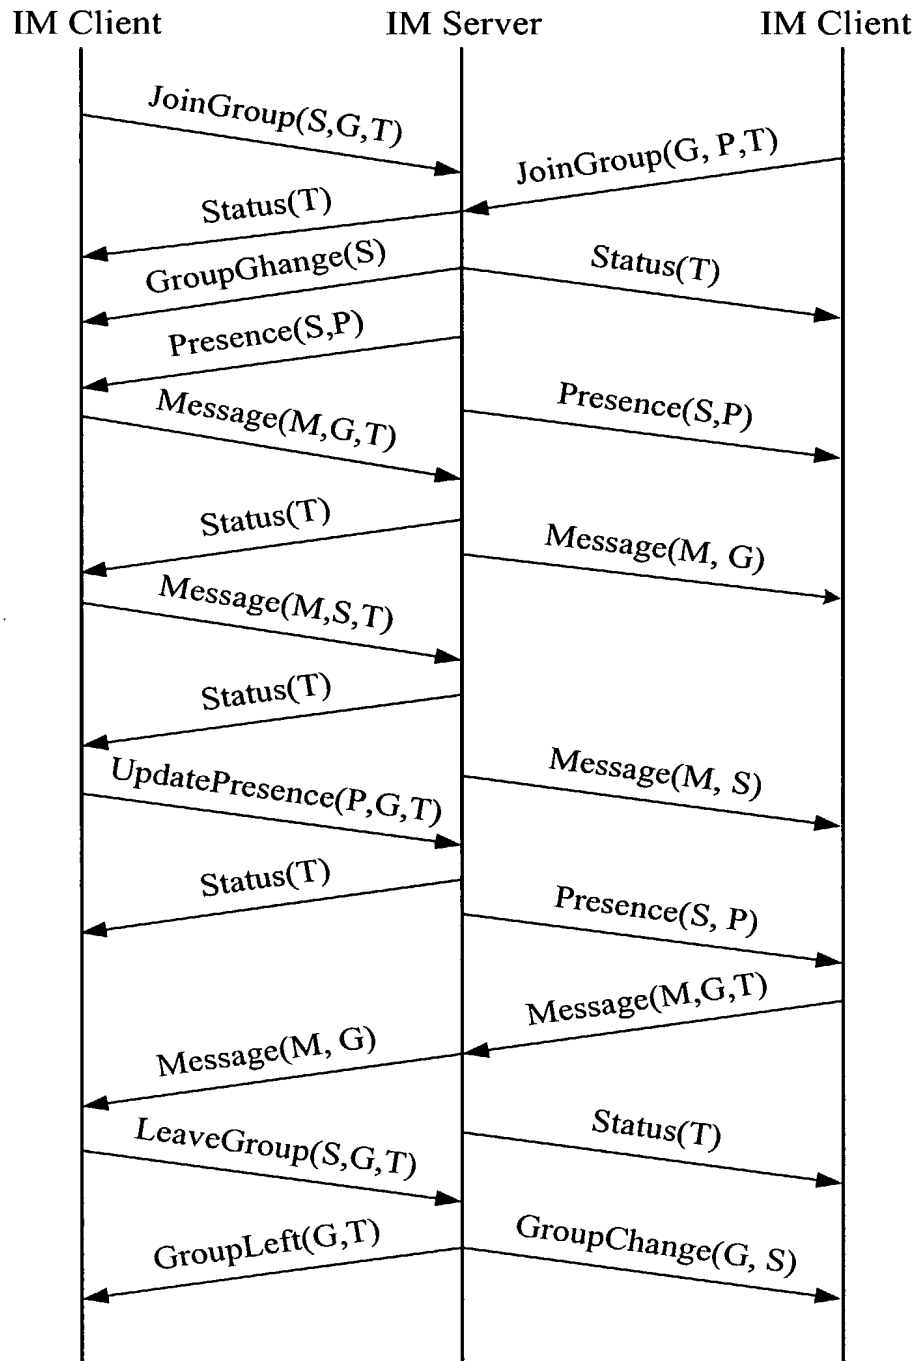 IM Client IM Server IM Client
JoinGroup(S,G,T)
JoinGroup(G, P,T)
Status(T)
GroupGhange(S)
Status(T)
Presence(S,P)
Presence(S,P)
Message(M,G,T)
Status(T)
Message(M, G)
Message(M,S,T)
Status(T)
Message(M, S)
UpdatePresence(P,G,T)
Status(T)
Presence(S, P)
Message(M,G,T)
Message(M, G)
Status(T)
LeaveGroup(S,G,T)
GroupLeft(G,T)
GroupChange(G, S)